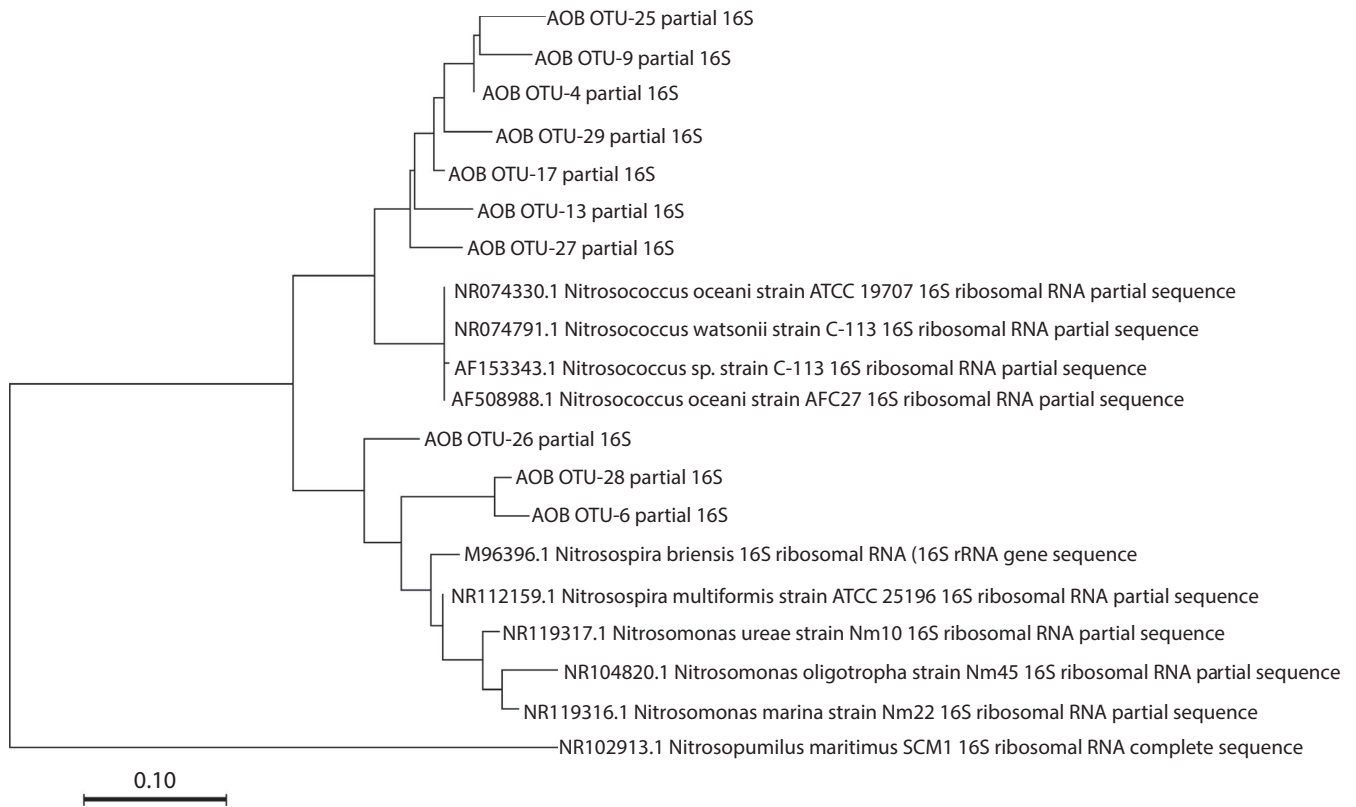 AOB OTU-25 partial 16S
AOB OTU-9 partial 16S
AOB OTU-4 partial 16S
AOB OTU-29 partial 16S
AOB OTU-17 partial 16S
AOB OTU-13 partial 16S
AOB OTU-27 partial 16S
NR074330.1 Nitrosococcus oceani strain ATCC 19707 16S ribosomal RNA partial sequence
NR074791.1 Nitrosococcus watsonii strain C-113 16S ribosomal RNA partial sequence
AF153343.1 Nitrosococcus sp. strain C-113 16S ribosomal RNA partial sequence
AF508988.1 Nitrosococcus oceani strain AFC27 16S ribosomal RNA partial sequence
AOB OTU-26 partial 16S
AOB OTU-28 partial 16S
AOB OTU-6 partial 16S
M96396.1 Nitrosospira briensis 16S ribosomal RNA (16S rRNA gene sequence
NR112159.1 Nitrosospira multiformis strain ATCC 25196 16S ribosomal RNA partial sequence
NR119317.1 Nitrosomonas ureae strain Nm10 16S ribosomal RNA partial sequence
NR104820.1 Nitrosomonas oligotropha strain Nm45 16S ribosomal RNA partial sequence
NR119316.1 Nitrosomonas marina strain Nm22 16S ribosomal RNA partial sequence
NR102913.1 Nitrosopumilus maritimus SCM1 16S ribosomal RNA complete sequence
0.10